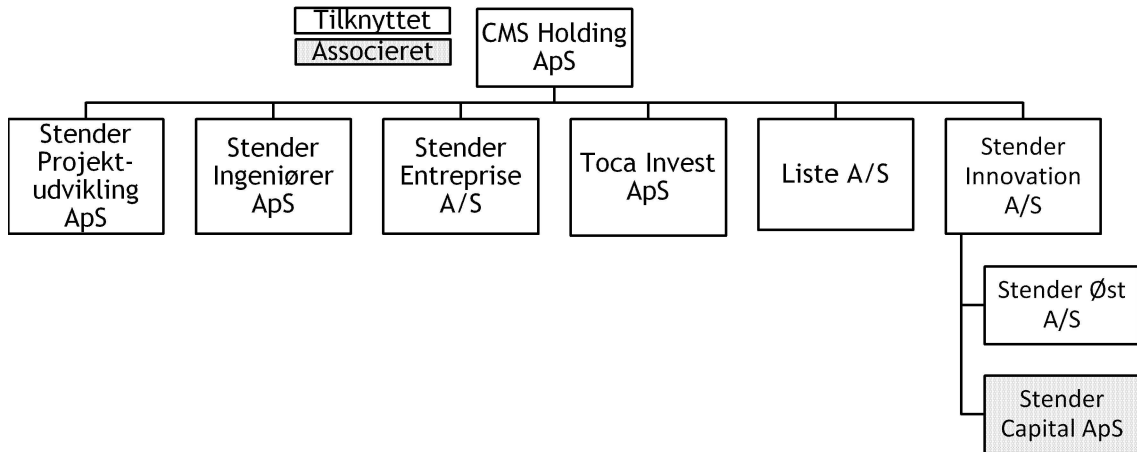 Tilknyttet
Associeret
CMS Holding
ApS
Stender
Projekt-
udvikling
ApS
Stender
Ingeniører
ApS
Stender
Entreprise
A/S
Toca Invest
ApS
Liste A/S
Stender
Innovation
A/S
Stender Øst
A/S
Stender
Capital ApS